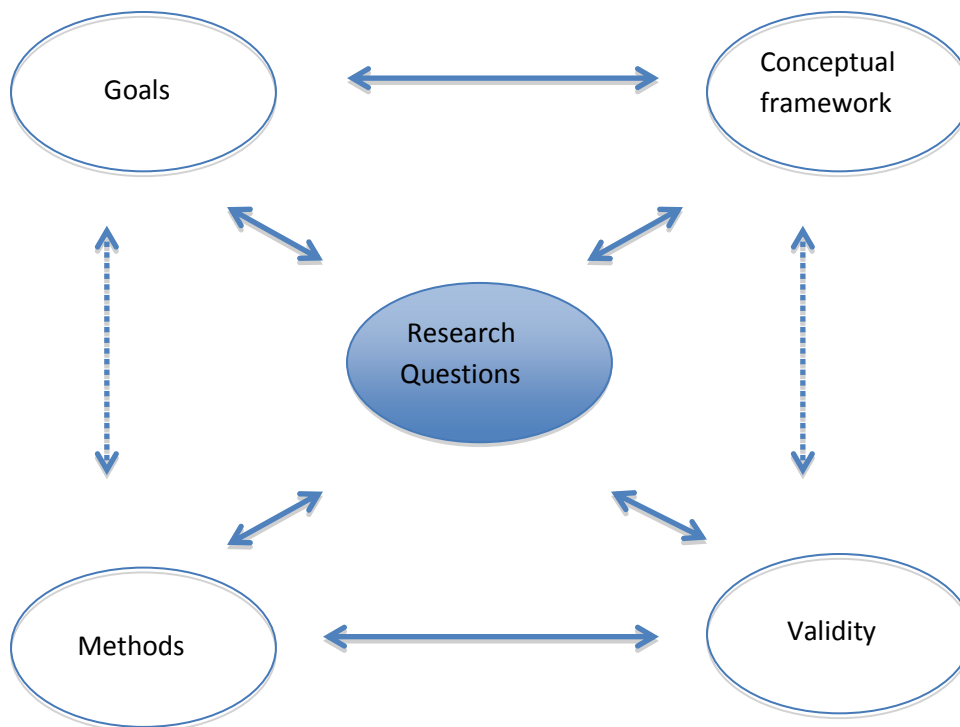 Goals
Conceptual
framework
Research
Questions
Methods
Validity